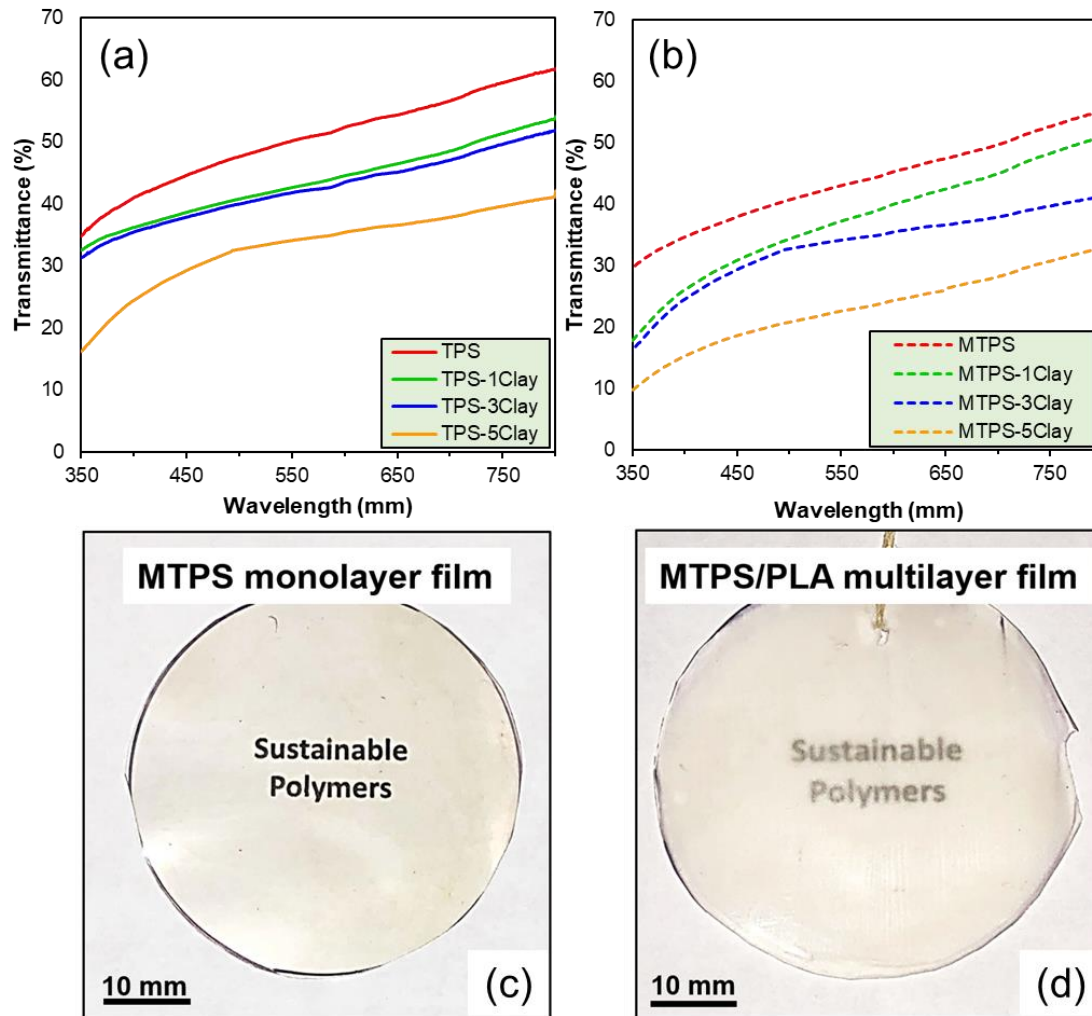 (a)
70
60
50
40
30
20
10
0
Transmittance (%)
350 450 550 650 750
Wavelength (mm)
TPS
TPS-1Clay
TPS-3Clay
TPS-5Clay
(b)
70
60
50
40
30
20
10
0
Transmittance (%)
350 450 550 650 750
Wavelength (mm)
MTPS
MTPS-1Clay
MTPS-3Clay
MTPS-5Clay
MTPS monolayer film
Sustainable
Polymers
10 mm
(c)
MTPS/PLA multilayer film
Sustainable
Polymers
10 mm
(d)